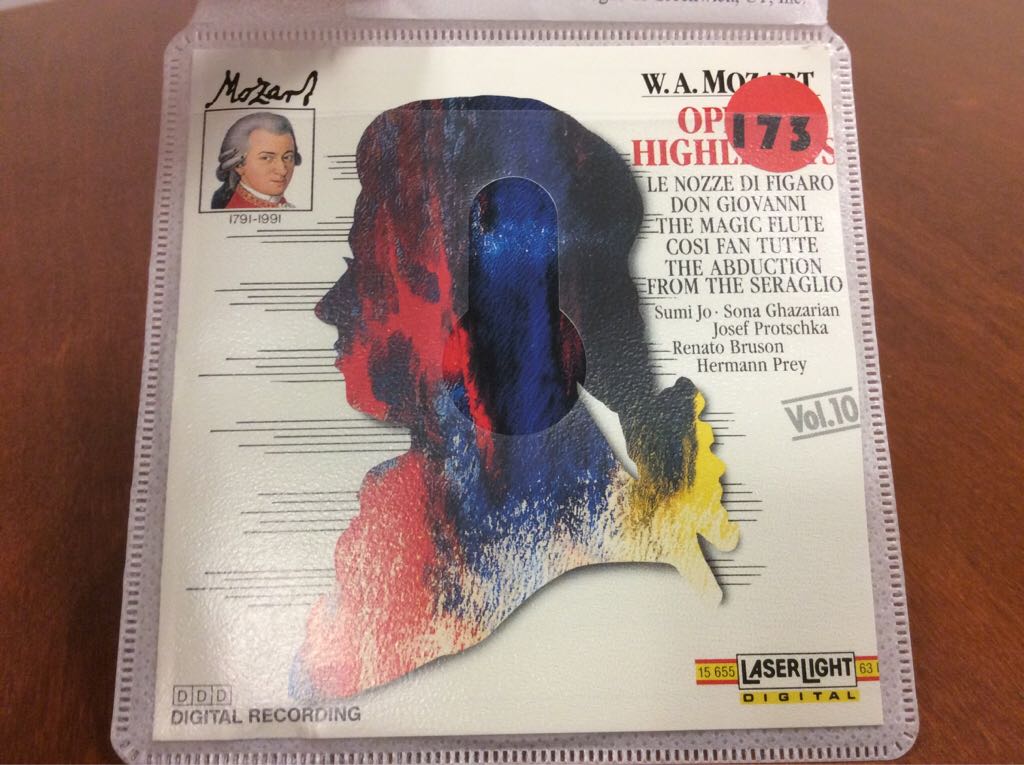 Mozart
1791-1991
W. A. MOZART
173
LE NOZZE DI FIGARO
DON GIOVANNI
THE MAGIC FLUTE
COSI FAN TUTTE
THE ABDUCTION
FROM THE SERAGLIO
Sumi Jo · Sona Ghazarian
Josef Protschka
Renato Bruson
Hermann Prey
Vol.10
15 655 LASERLIGHT 63
DIGITAL
DDD
DIGITAL RECORDING